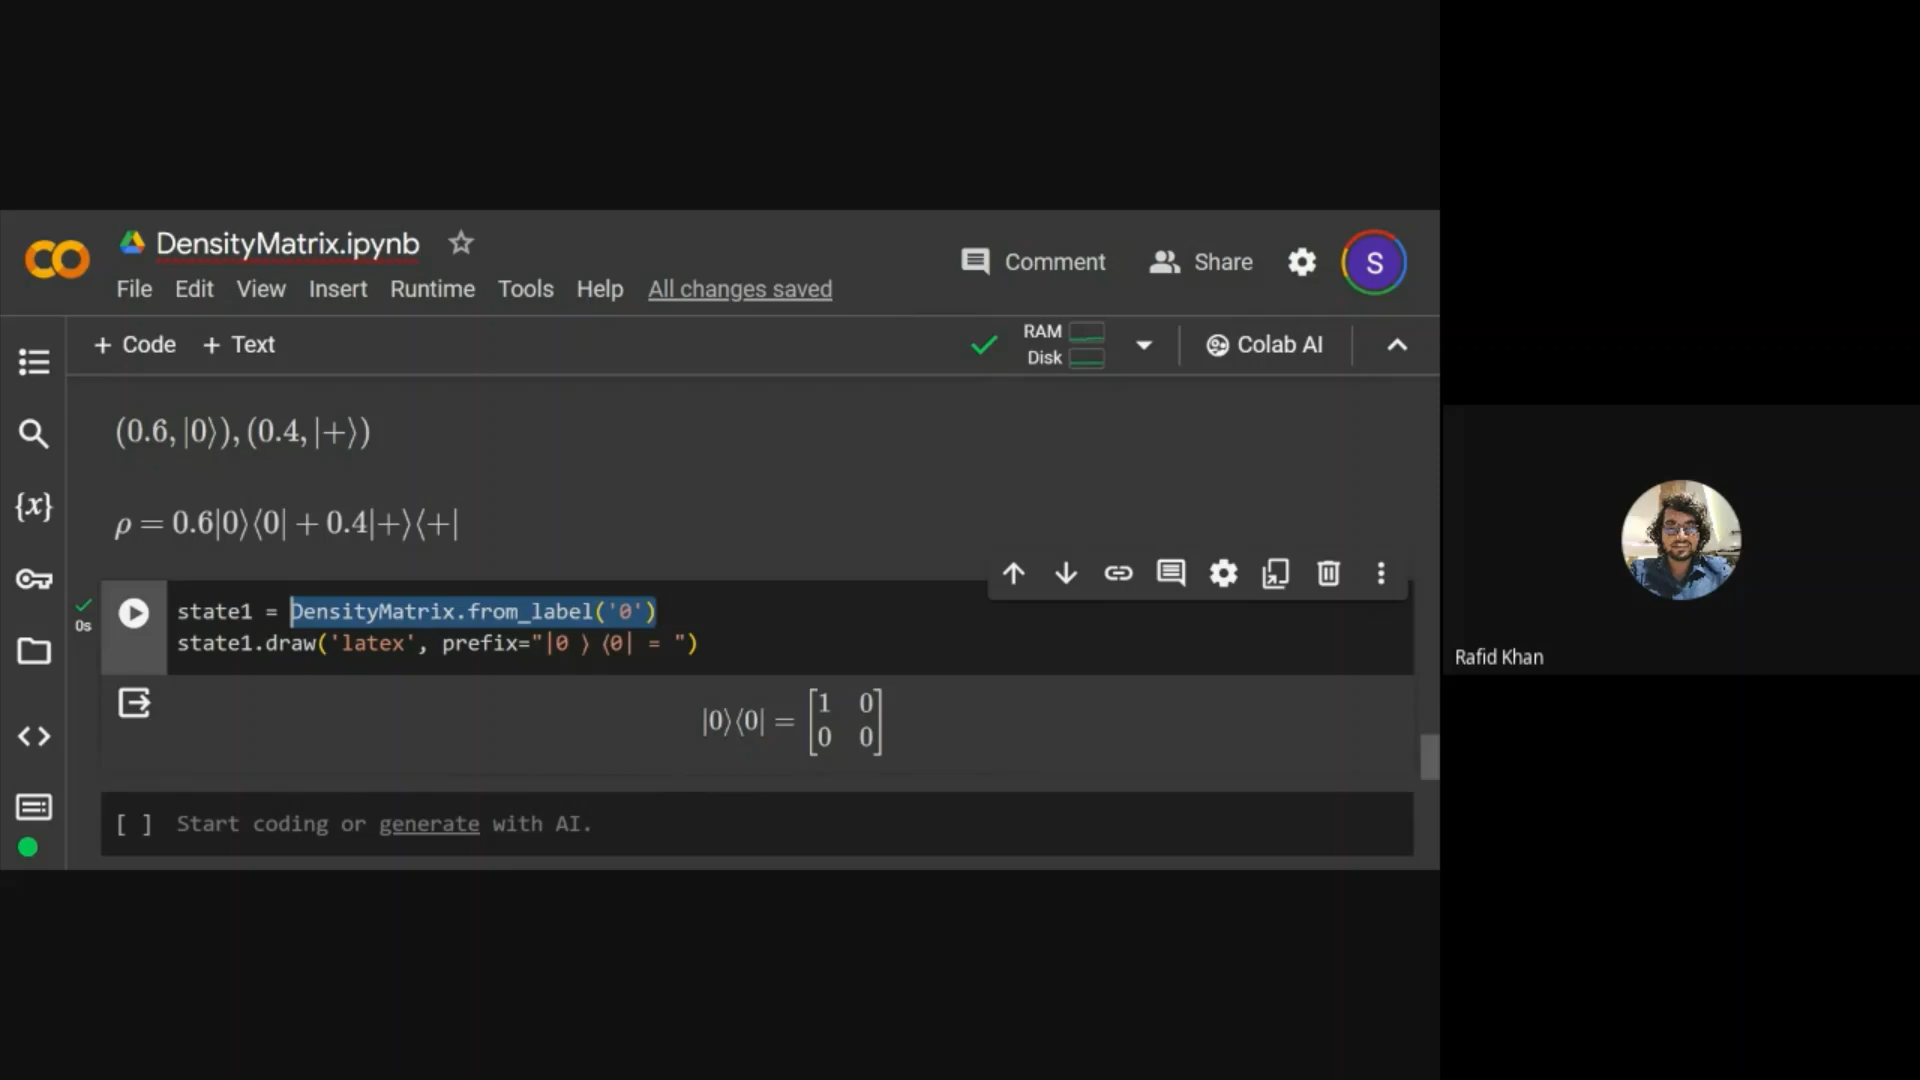 DensityMatrix.ipynb
Comment
Share
S
File Edit View Insert Runtime Tools Help All changes saved
+ Code + Text
RAM
Disk
Colab AI
{x}
(0.6, |0⟩), (0.4, |+⟩)
ρ = 0.6|0⟩⟨0| + 0.4|+⟩⟨+|
0s
state1 = DensityMatrix.from_label('0')
state1.draw('latex', prefix="|0 ⟩ ⟨0| = ")
|0⟩⟨0| = [1 0
0 0]
[ ] Start coding or generate with AI.
Rafid Khan